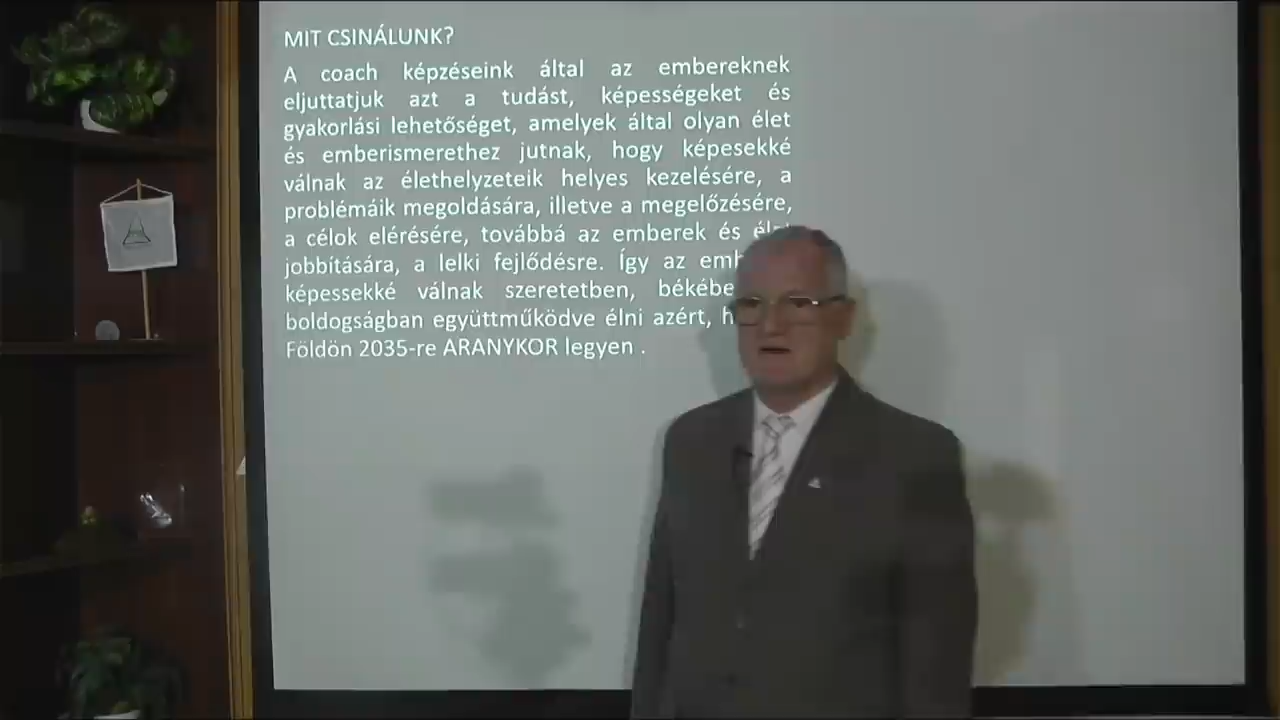 MIT CSINÁLUNK?
A coach képzéseink által az embereknek
eljuttatjuk azt a tudást, képességeket és
gyakorlási lehetőséget, amelyek által olyan élet
és emberismerethez jutnak, hogy képesekké
válnak az élethelyzeteik helyes kezelésére, a
problémáik megoldására, illetve a megelőzésére,
a célok elérésére, továbbá az emberek és
jobbítására, a lelki fejlődésre. Így az
képessekké válnak szeretetben,
boldogságban együttműködve élni azért,
Földön 2035-re ARANYKOR legyen .